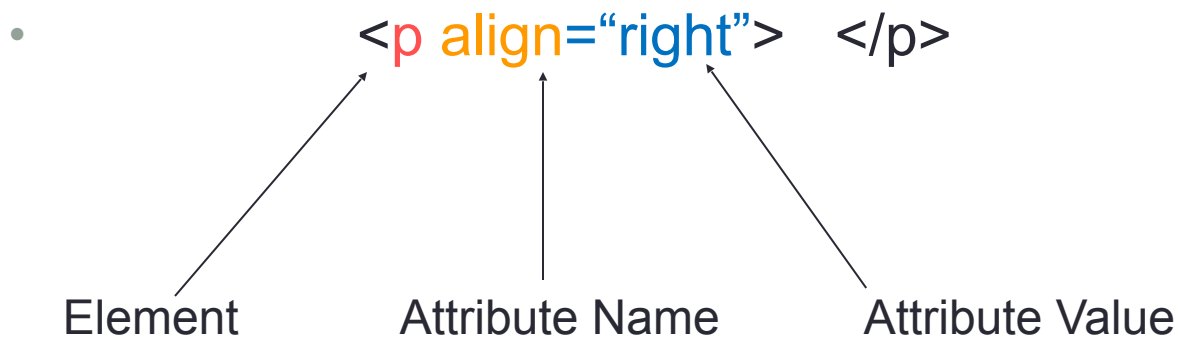 • <p align=“right”> </p>
Element Attribute Name Attribute Value